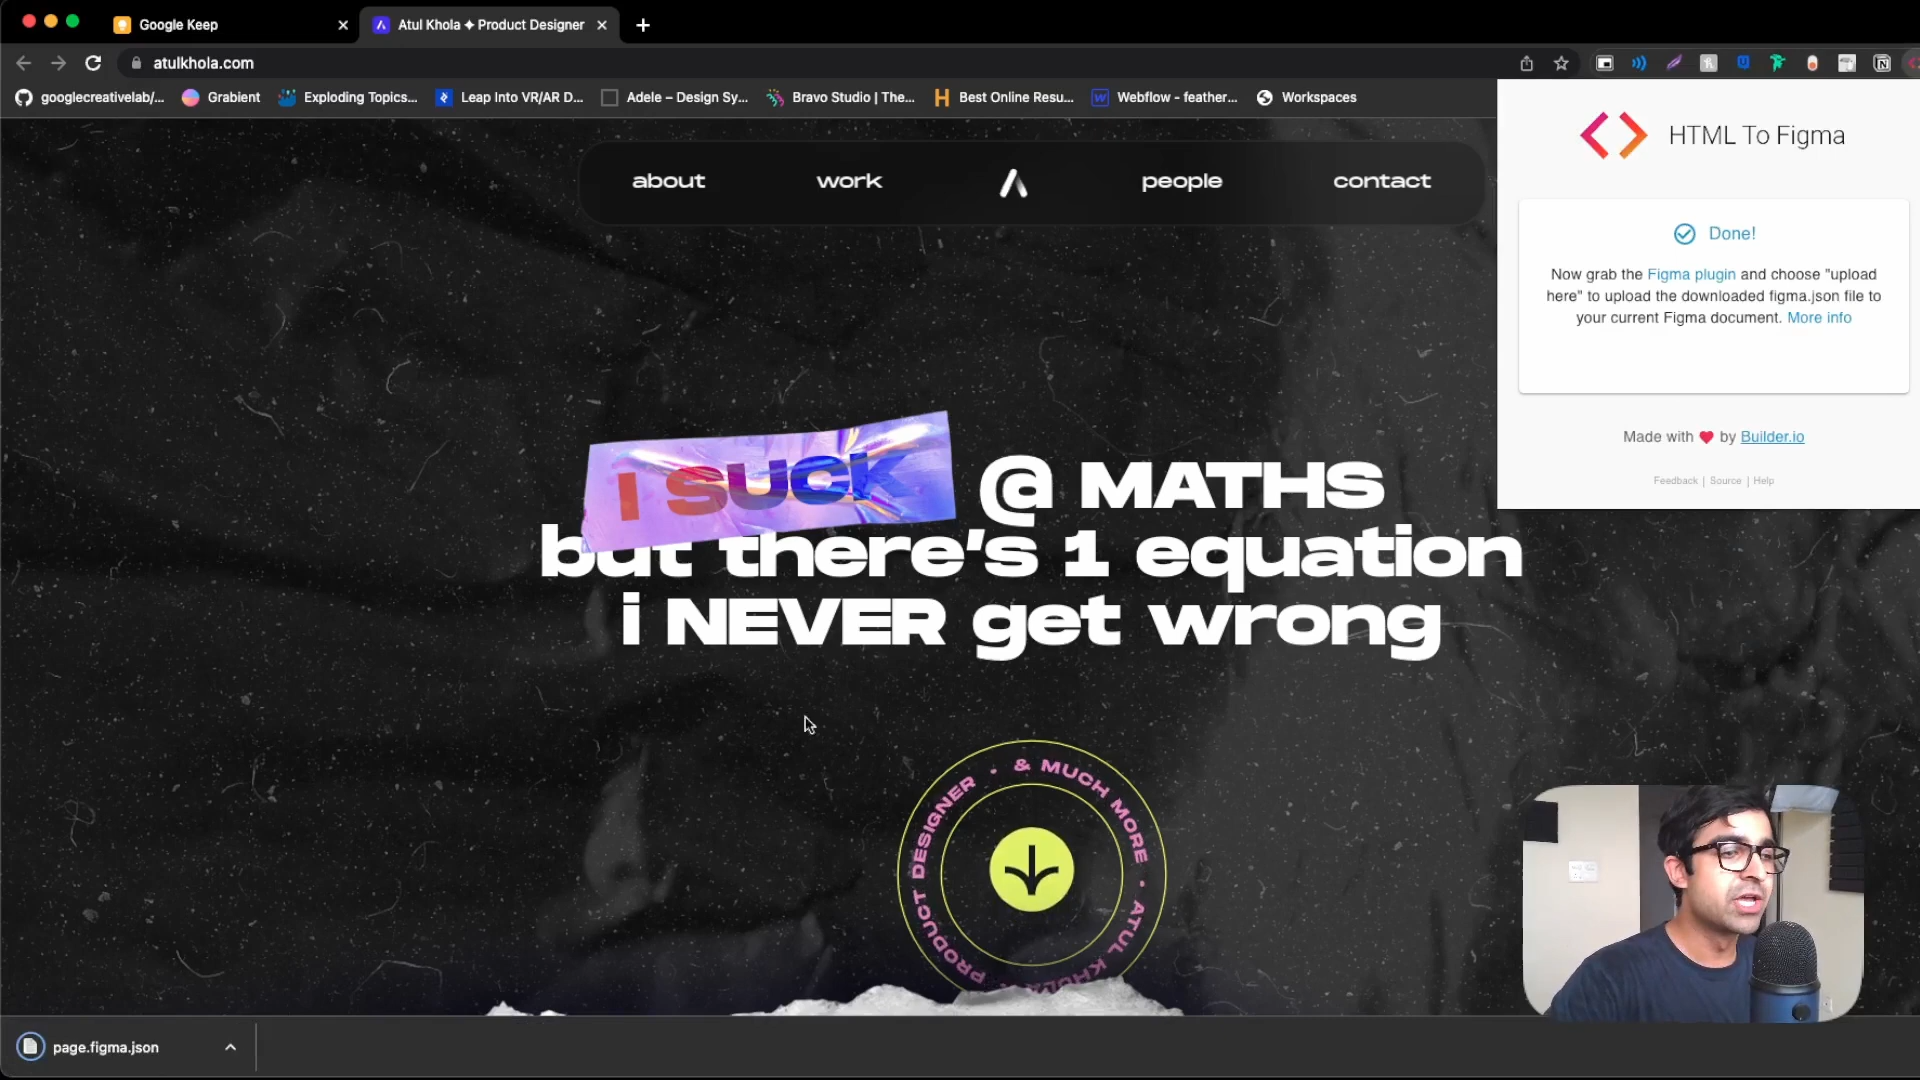 Google Keep
Atul Khola ✦ Product Designer
atulkhola.com
googlecreativelab/...
Grabient
Exploding Topics...
Leap Into VR/AR D...
Adele – Design Sy...
Bravo Studio | The...
Best Online Resu...
Webflow - feather...
Workspaces
about
work
people
contact
HTML To Figma
Done!
Now grab the Figma plugin and choose "upload
here" to upload the downloaded figma.json file to
your current Figma document. More info
Made with ❤ by Builder.io
Feedback | Source | Help
I SUCK @ MATHS
but there's 1 equation
i NEVER get wrong
PRODUCT DESIGNER • & MUCH MORE • ATUL KHOLA
page.figma.json